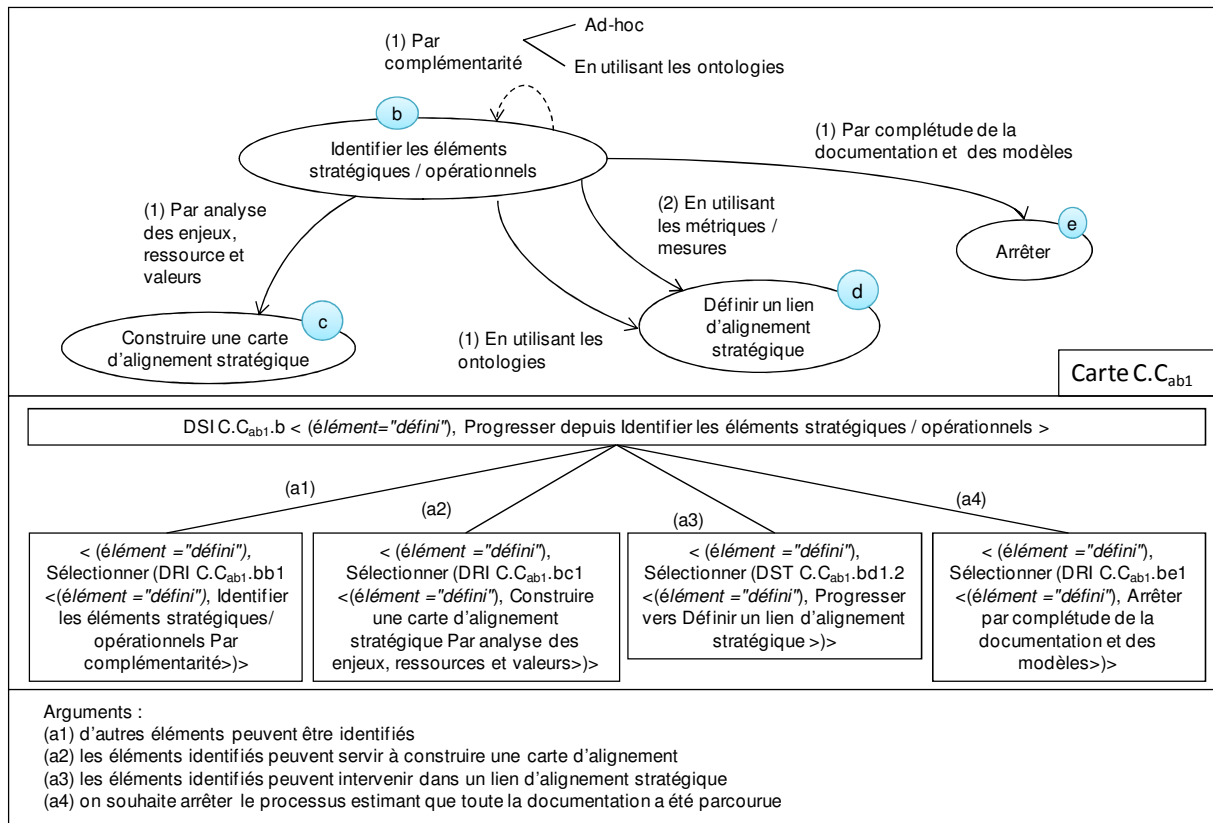 (1) Par
complémentarité
Ad-hoc
En utilisant les ontologies
b
Identifier les éléments
stratégiques / opérationnels
(1) Par complétude de la
documentation et des modèles
(1) Par analyse
des enjeux,
ressource et
valeurs
(2) En utilisant
les métriques /
mesures
e
Arrêter
c
Construire une carte
d'alignement stratégique
(1) En utilisant les
ontologies
d
Définir un lien
d'alignement
stratégique
Carte C.Cab1
DSI C.Cab1.b < (élément="défini"), Progresser depuis Identifier les éléments stratégiques / opérationnels >
(a1)
(a2)
(a3)
(a4)
< (élément ="défini"),
Sélectionner (DRI C.Cab1.bb1
<(élément ="défini"), Identifier
les éléments stratégiques/
opérationnels Par
complémentarité>)>
< (élément ="défini"),
Sélectionner (DRI C.Cab1.bc1
<(élément ="défini"), Construire
une carte d'alignement
stratégique Par analyse des
enjeux, ressources et valeurs>)>
< (élément ="défini"),
Sélectionner (DST C.Cab1.bd1.2
<(élément ="défini"), Progresser
vers Définir un lien d'alignement
stratégique >)>
< (élément ="défini"),
Sélectionner (DRI C.Cab1.be1
<(élément ="défini"), Arrêter
par complétude de la
documentation et des
modèles>)>
Arguments :
(a1) d'autres éléments peuvent être identifiés
(a2) les éléments identifiés peuvent servir à construire une carte d'alignement
(a3) les éléments identifiés peuvent intervenir dans un lien d'alignement stratégique
(a4) on souhaite arrêter le processus estimant que toute la documentation a été parcourue